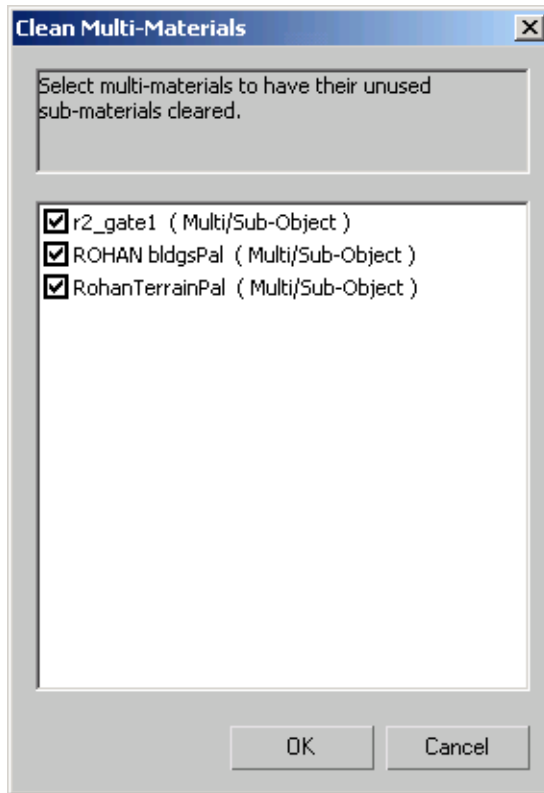 Clean Multi-Materials
Select multi-materials to have their unused
sub-materials cleared.
r2_gate1 ( Multi/Sub-Object )
ROHAN bldgsPal ( Multi/Sub-Object )
RohanTerrainPal ( Multi/Sub-Object )
OK Cancel